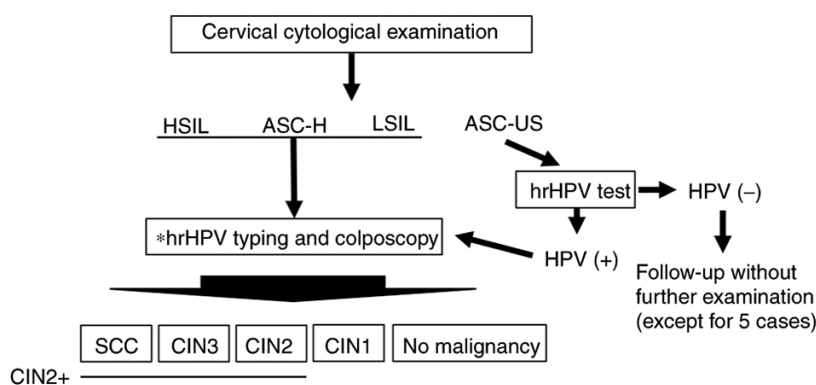 Cervical cytological examination
HSIL ASC-H LSIL ASC-US
hrHPV test HPV (−)
*hrHPV typing and colposcopy
HPV (+)
Follow-up without
further examination
(except for 5 cases)
SCC CIN3 CIN2 CIN1 No malignancy
CIN2+